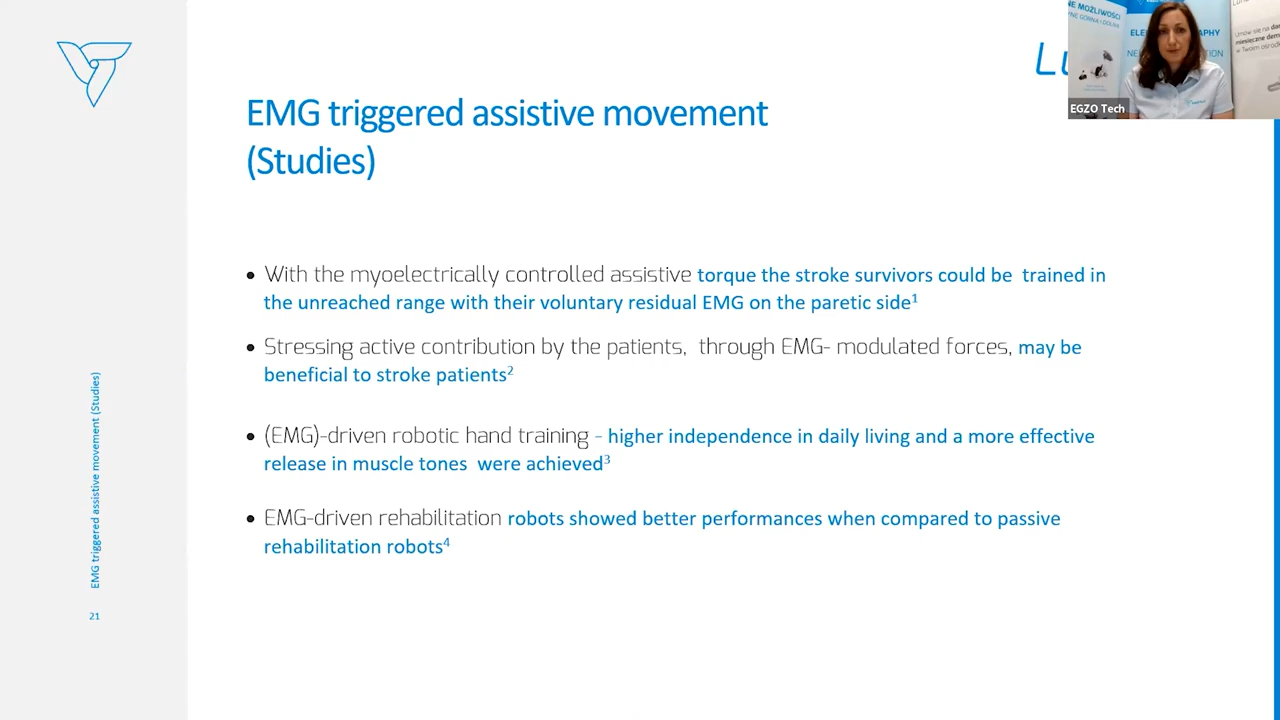 EMG triggered assistive movement
(Studies)
• With the myoelectrically controlled assistive torque the stroke survivors could be trained in
the unreached range with their voluntary residual EMG on the paretic side1
• Stressing active contribution by the patients, through EMG- modulated forces, may be
beneficial to stroke patients2
• (EMG)-driven robotic hand training - higher independence in daily living and a more effective
release in muscle tones were achieved3
• EMG-driven rehabilitation robots showed better performances when compared to passive
rehabilitation robots4
EMG triggered assistive movement (Studies)
21
EGZO Tech
MOŻLIWOŚCI